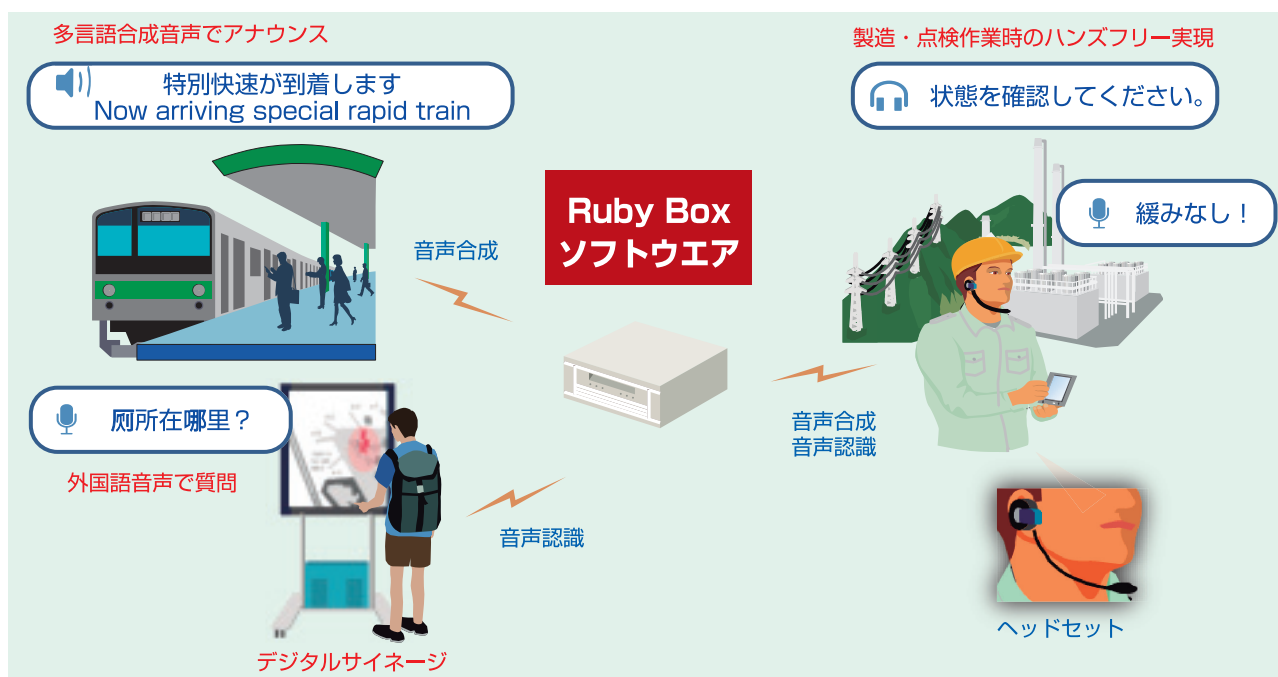 多言語合成音声でアナウンス
特別快速が到着します
Now arriving special rapid train
音声合成
厕所在哪里？
外国語音声で質問
音声認識
デジタルサイネージ
Ruby Box
ソフトウエア
製造・点検作業時のハンズフリー実現
状態を確認してください。
緩みなし！
音声合成
音声認識
ヘッドセット